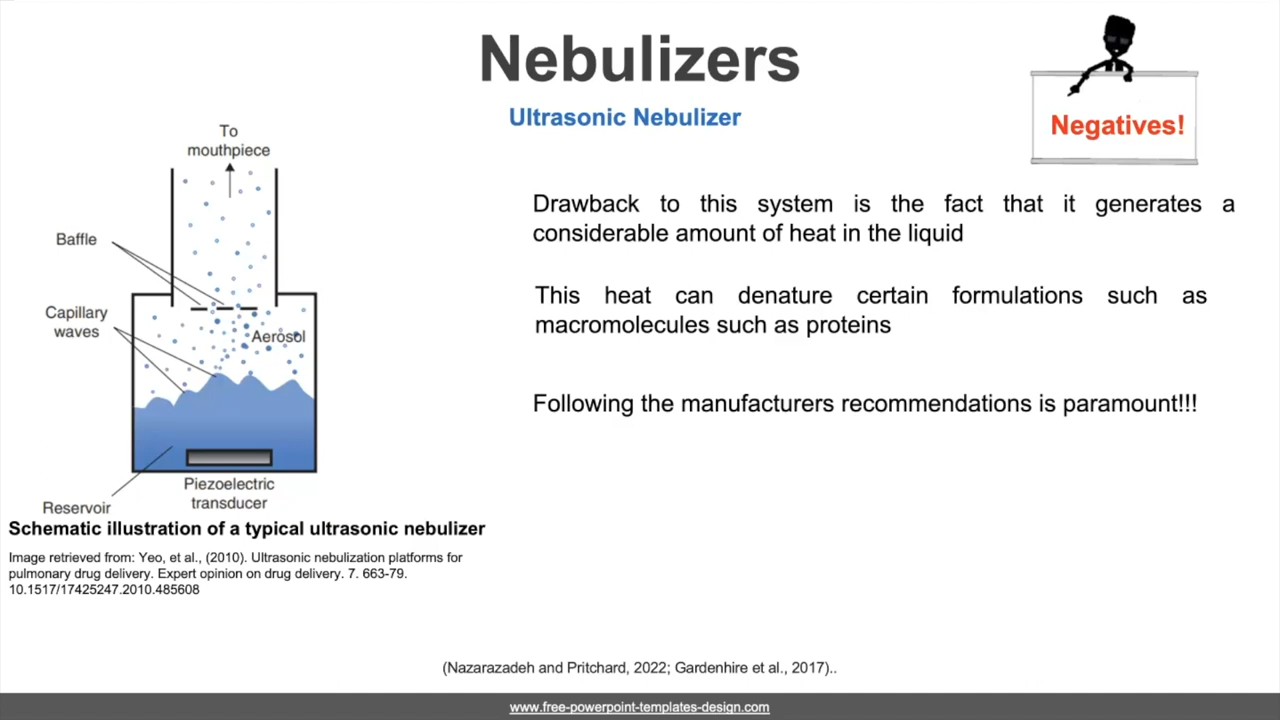 Nebulizers
Ultrasonic Nebulizer
Negatives!
To
mouthpiece
Baffle
Capillary
waves
Aerosol
Piezoelectric
transducer
Reservoir
Schematic illustration of a typical ultrasonic nebulizer
Image retrieved from: Yeo, et al., (2010). Ultrasonic nebulization platforms for
pulmonary drug delivery. Expert opinion on drug delivery. 7. 663-79.
10.1517/17425247.2010.485608
Drawback to this system is the fact that it generates a
considerable amount of heat in the liquid
This heat can denature certain formulations such as
macromolecules such as proteins
Following the manufacturers recommendations is paramount!!!
(Nazarazadeh and Pritchard, 2022; Gardenhire et al., 2017)..
www.free-powerpoint-templates-design.com